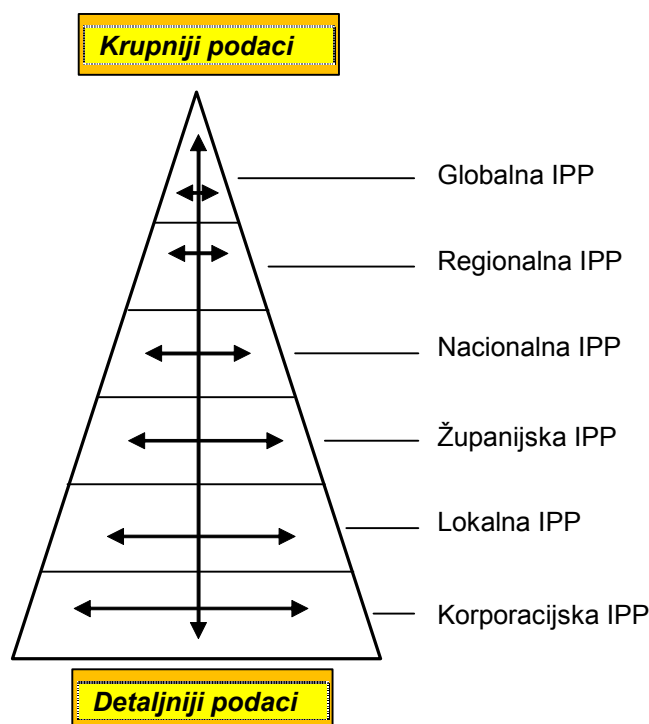 Krupniji podaci
Globalna IPP
Regionalna IPP
Nacionalna IPP
Županijska IPP
Lokalna IPP
Korporacijska IPP
Detaljniji podaci